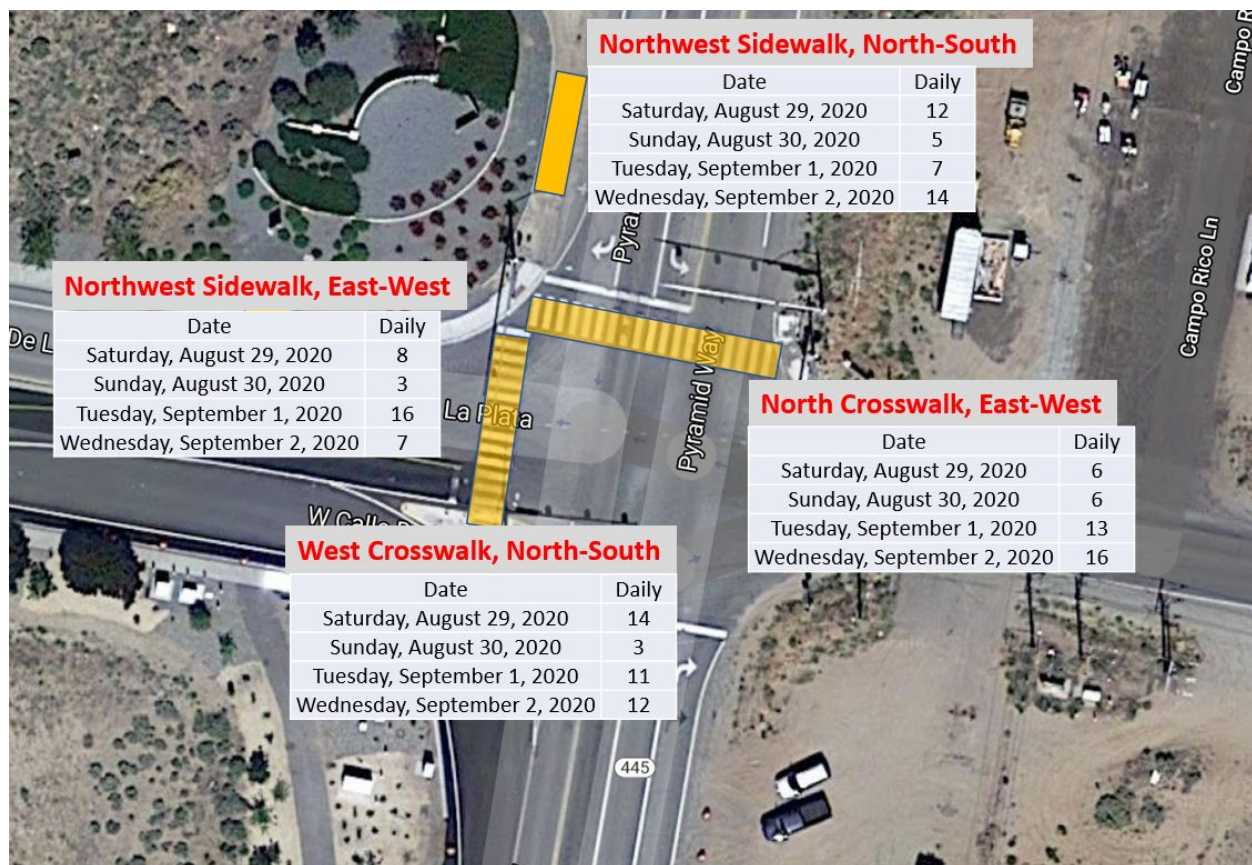 Northwest Sidewalk, North-South
Date Daily
Saturday, August 29, 2020 12
Sunday, August 30, 2020 5
Tuesday, September 1, 2020 7
Wednesday, September 2, 2020 14
Campo R
Pyram
Campo Rico Ln
Northwest Sidewalk, East-West
Date Daily
Saturday, August 29, 2020 8
Sunday, August 30, 2020 3
Tuesday, September 1, 2020 16
Wednesday, September 2, 2020 7
De L
La Plata
Pyramid Way
North Crosswalk, East-West
Date Daily
Saturday, August 29, 2020 6
Sunday, August 30, 2020 6
Tuesday, September 1, 2020 13
Wednesday, September 2, 2020 16
W Calle
West Crosswalk, North-South
Date Daily
Saturday, August 29, 2020 14
Sunday, August 30, 2020 3
Tuesday, September 1, 2020 11
Wednesday, September 2, 2020 12
445